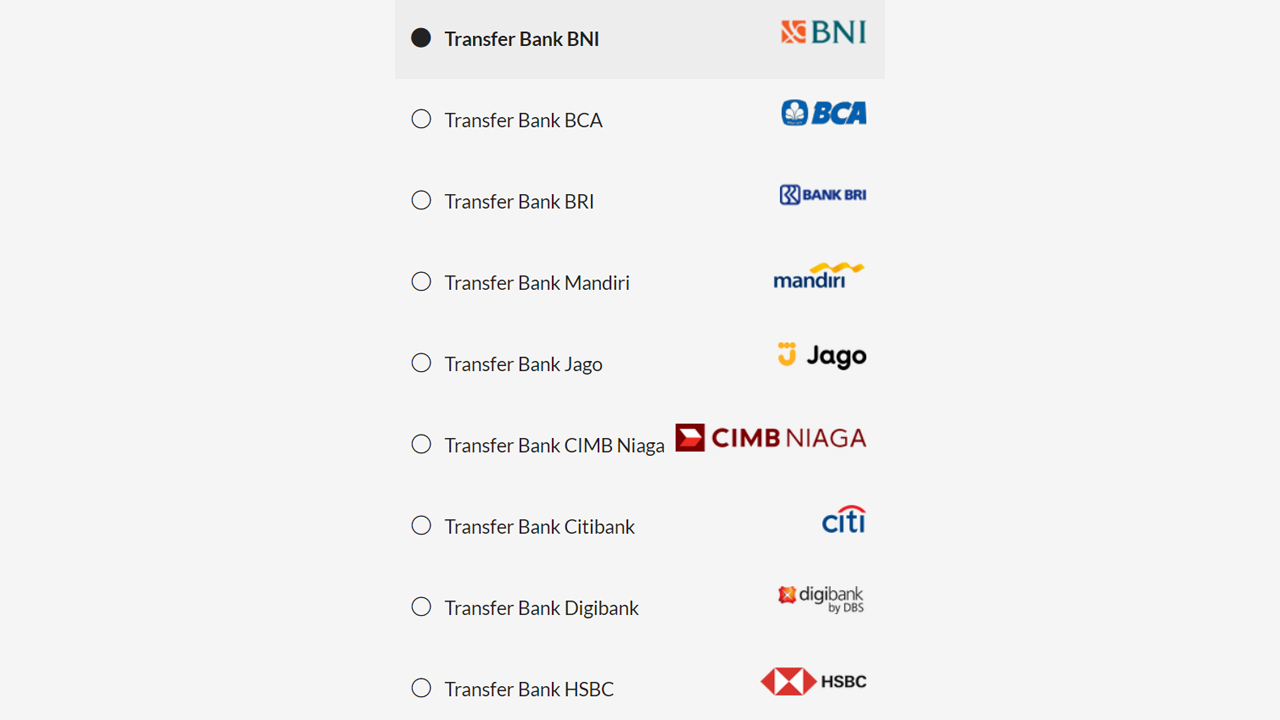 Transfer Bank BNI BNI
Transfer Bank BCA BCA
Transfer Bank BRI BANK BRI
Transfer Bank Mandiri mandiri
Transfer Bank Jago Jago
Transfer Bank CIMB Niaga CIMB NIAGA
Transfer Bank Citibank citi
Transfer Bank Digibank digibank
by DBS
Transfer Bank HSBC HSBC